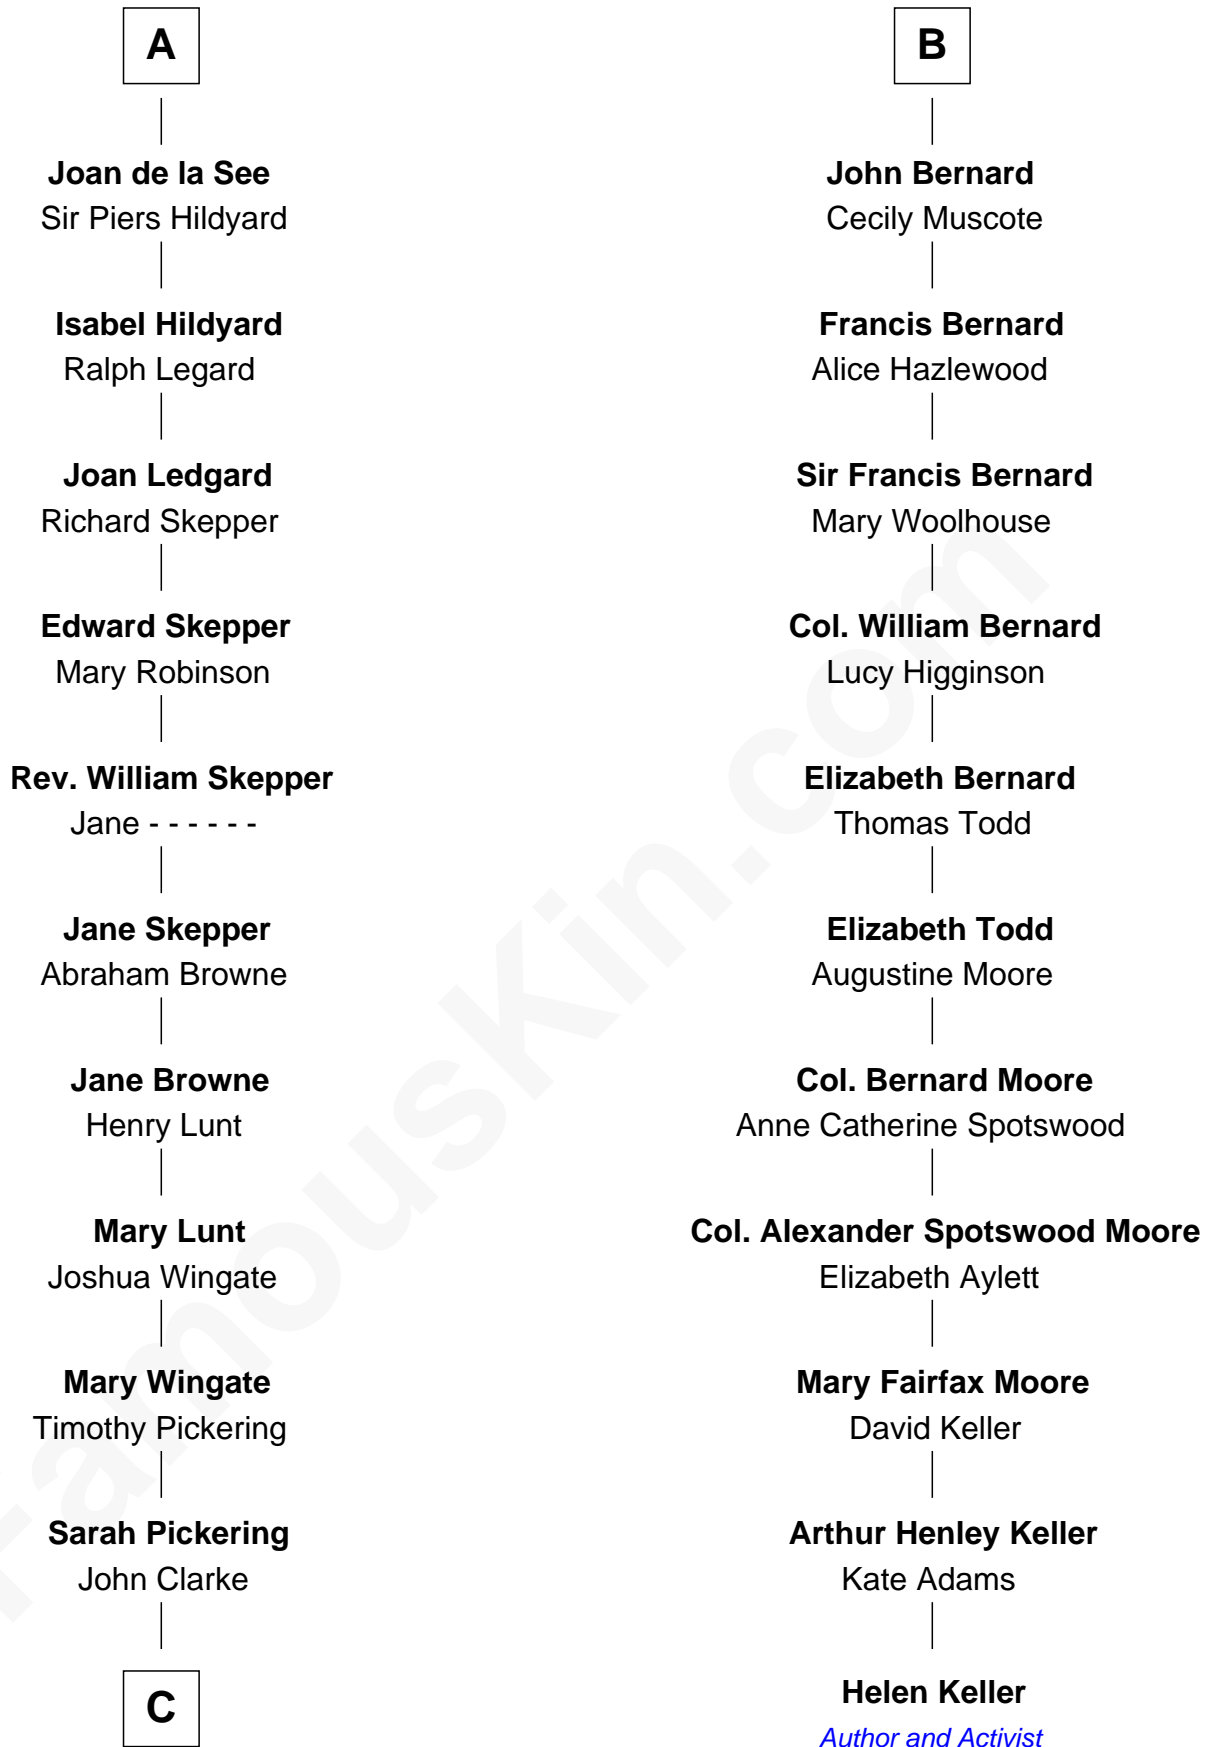 A
Joan de la See
Sir Piers Hildyard
Isabel Hildyard
Ralph Legard
Joan Ledgard
Richard Skepper
Edward Skepper
Mary Robinson
Rev. William Skepper
Jane - - - - - -
Jane Skepper
Abraham Browne
Jane Browne
Henry Lunt
Mary Lunt
Joshua Wingate
Mary Wingate
Timothy Pickering
Sarah Pickering
John Clarke
C
B
John Bernard
Cecily Muscote
Francis Bernard
Alice Hazlewood
Sir Francis Bernard
Mary Woolhouse
Col. William Bernard
Lucy Higginson
Elizabeth Bernard
Thomas Todd
Elizabeth Todd
Augustine Moore
Col. Bernard Moore
Anne Catherine Spotswood
Col. Alexander Spotswood Moore
Elizabeth Aylett
Mary Fairfax Moore
David Keller
Arthur Henley Keller
Kate Adams
Helen Keller
Author and Activist
FamousKin.com